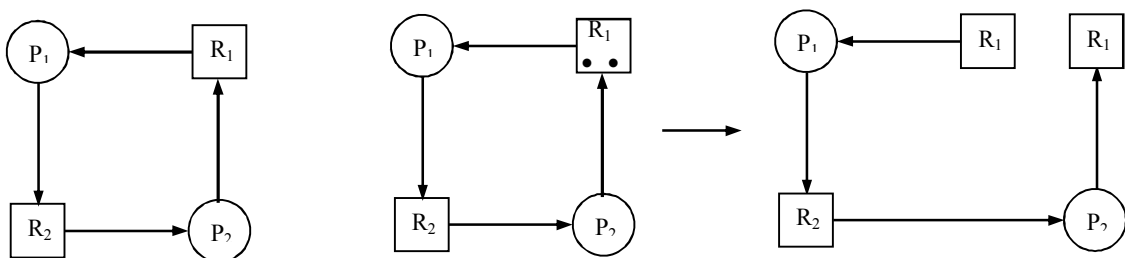 P₁ R₁
R₂ P₂
P₁ R₁
R₂ P₂
P₁ R₁ R₁
R₂ P₂